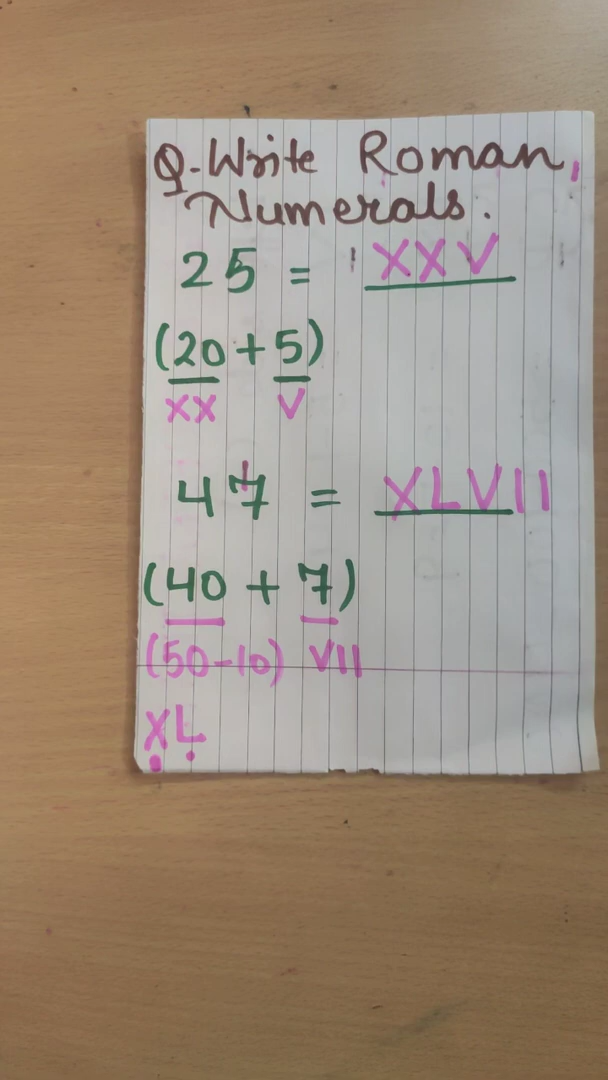 Q-Write Roman
Numerals.
25 = XXV
(20+5)
XX V
47 = XLVII
(40 + 7)
(50-10) VII
XL